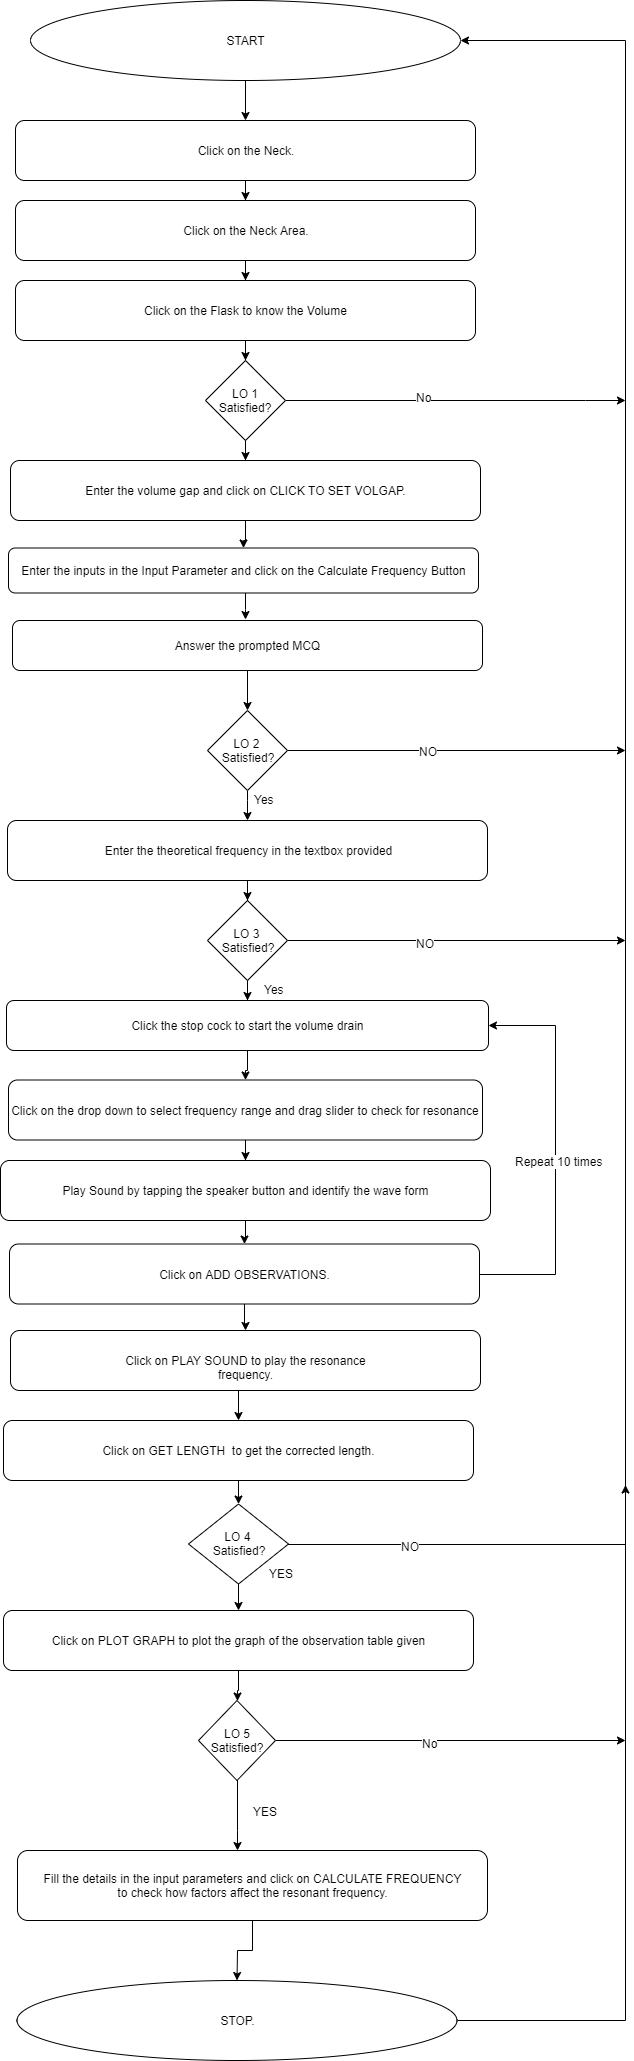 START
Click on the Neck.
Click on the Neck Area.
Click on the Flask to know the Volume
LO 1
Satisfied?
No
Enter the volume gap and click on CLICK TO SET VOLGAP.
Enter the inputs in the Input Parameter and click on the Calculate Frequency Button
Answer the prompted MCQ
LO 2
Satisfied?
NO
Yes
Enter the theoretical frequency in the textbox provided
LO 3
Satisfied?
NO
Yes
Click the stop cock to start the volume drain
Click on the drop down to select frequency range and drag slider to check for resonance
Repeat 10 times
Play Sound by tapping the speaker button and identify the wave form
Click on ADD OBSERVATIONS.
Click on PLAY SOUND to play the resonance
frequency.
Click on GET LENGTH  to get the corrected length.
LO 4
Satisfied?
NO
YES
Click on PLOT GRAPH to plot the graph of the observation table given
LO 5
Satisfied?
No
YES
Fill the details in the input parameters and click on CALCULATE FREQUENCY
to check how factors affect the resonant frequency.
STOP.